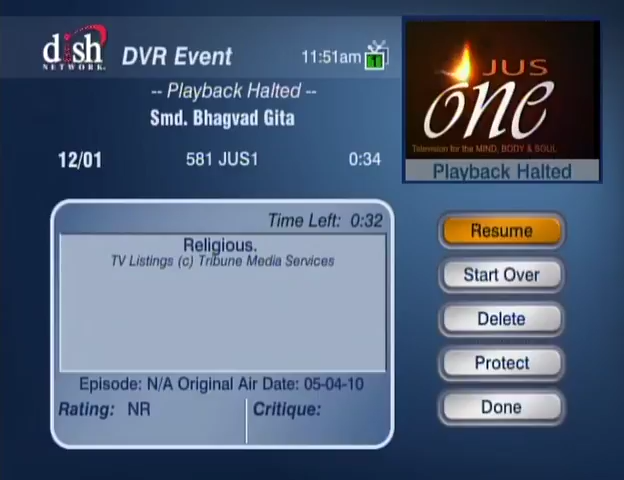 dish
NETWORK
DVR Event
11:51am
1
-- Playback Halted --
Smd. Bhagvad Gita
12/01 581 JUS1 0:34
JUS
one
Television for the MIND, BODY & SOUL
Playback Halted
Time Left: 0:32
Religious.
TV Listings (c) Tribune Media Services
Episode: N/A Original Air Date: 05-04-10
Rating: NR Critique:
Resume
Start Over
Delete
Protect
Done